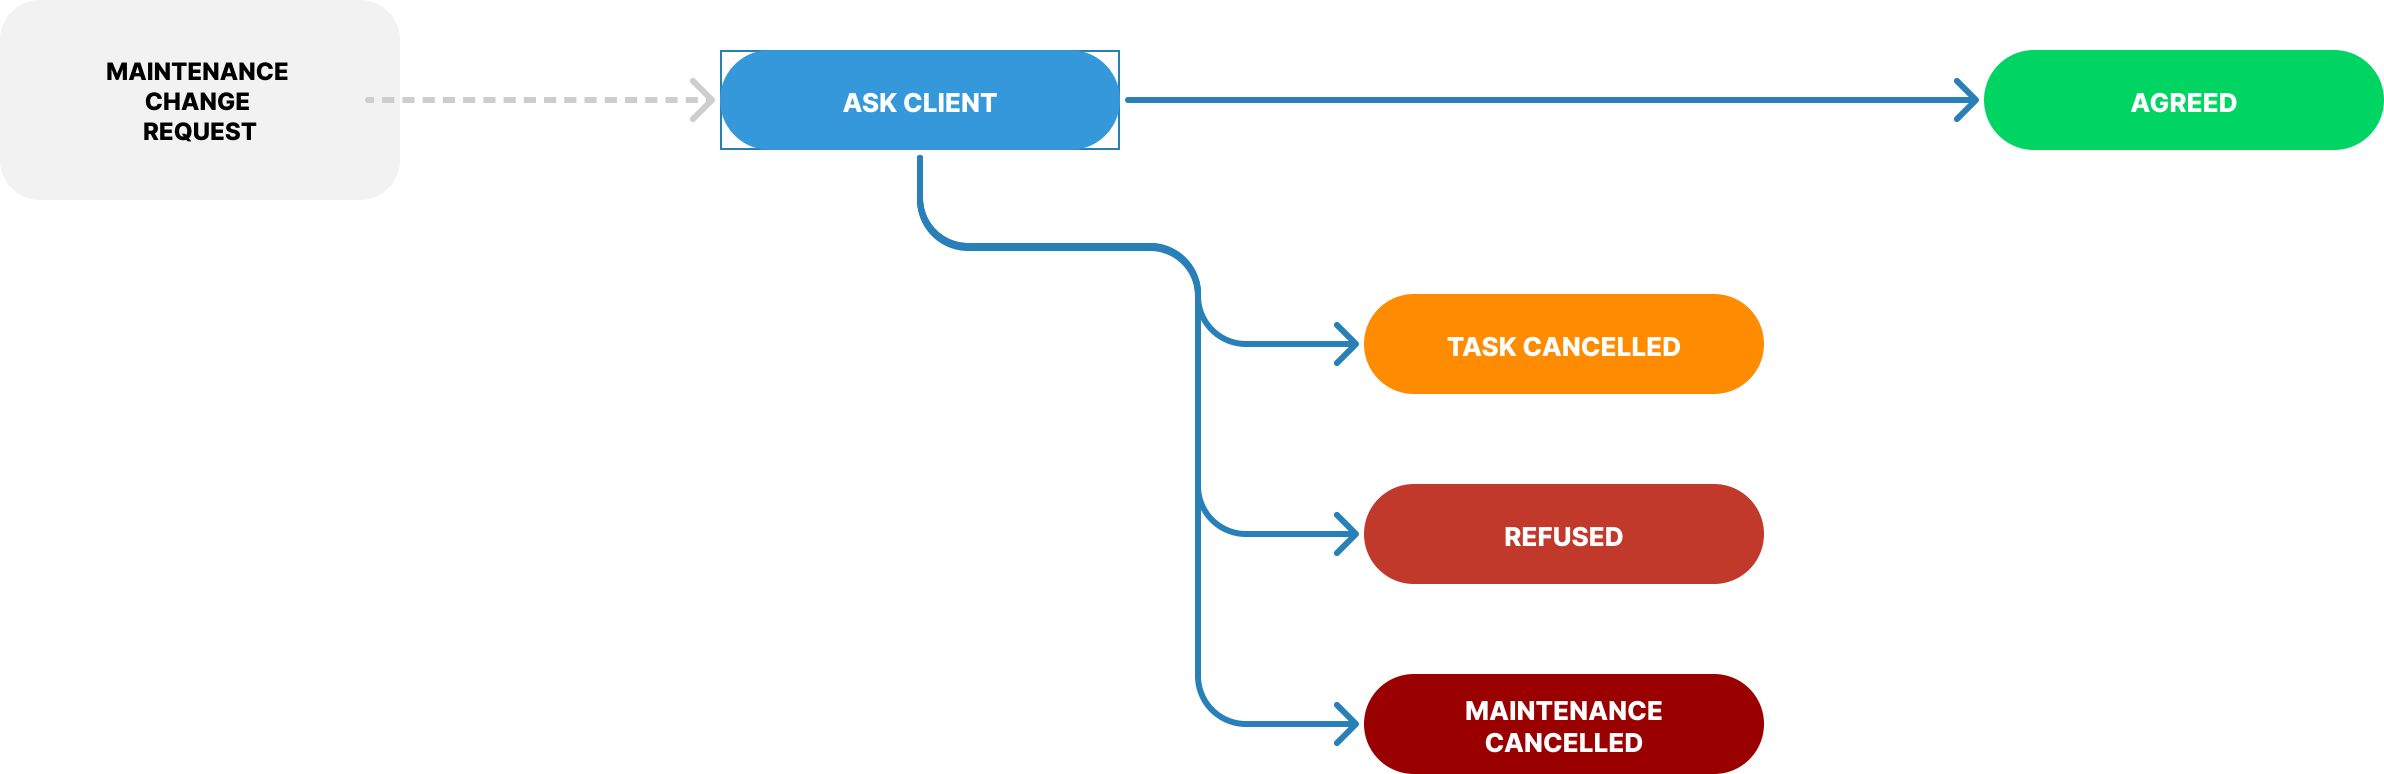 MAINTENANCE
CHANGE
REQUEST
ASK CLIENT
AGREED
TASK CANCELLED
REFUSED
MAINTENANCE
CANCELLED